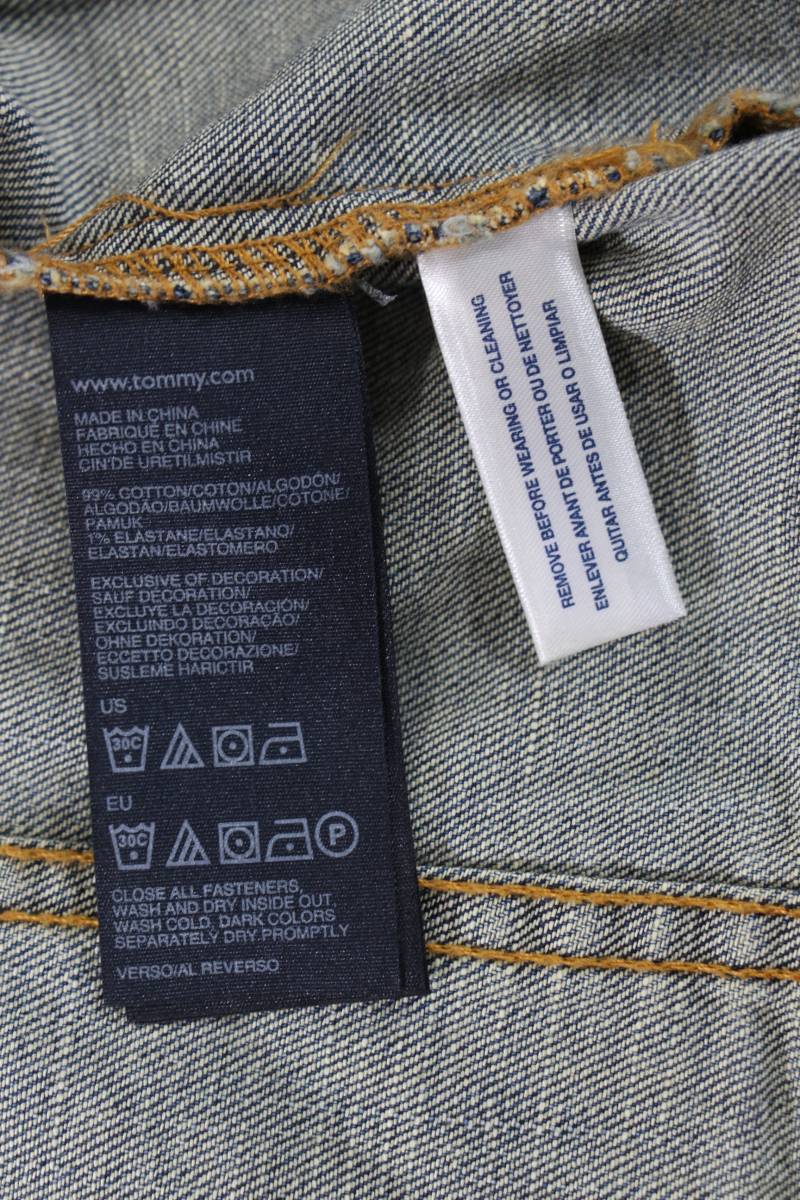 www.tommy.com
MADE IN CHINA
FABRIQUÉ EN CHINE
HECHO EN CHINA
CIN'DE URETILMISTIR
99% COTTON/COTON/ALGODÓN/
ALGODÃO/BAUMWOLLE/COTONE/
PAMUK
1% ELASTANE/ELASTANO/
ELASTAN/ELASTOMERO
EXCLUSIVE OF DECORATION/
SAUF DECORATION/
EXCLUYE LA DECORACIÓN/
EXCLUINDO DECORAÇÃO/
OHNE DEKORATION/
ECCETTO DECORAZIONE/
SUSLEME HARICTIR
US
30C
EU
30C P
CLOSE ALL FASTENERS,
WASH AND DRY INSIDE OUT,
WASH COLD, DARK COLORS
SEPARATELY DRY PROMPTLY
VERSO/AL REVERSO
REMOVE BEFORE WEARING OR CLEANING
ENLEVER AVANT DE PORTER OU DE NETTOYER
QUITAR ANTES DE USAR O LIMPIAR